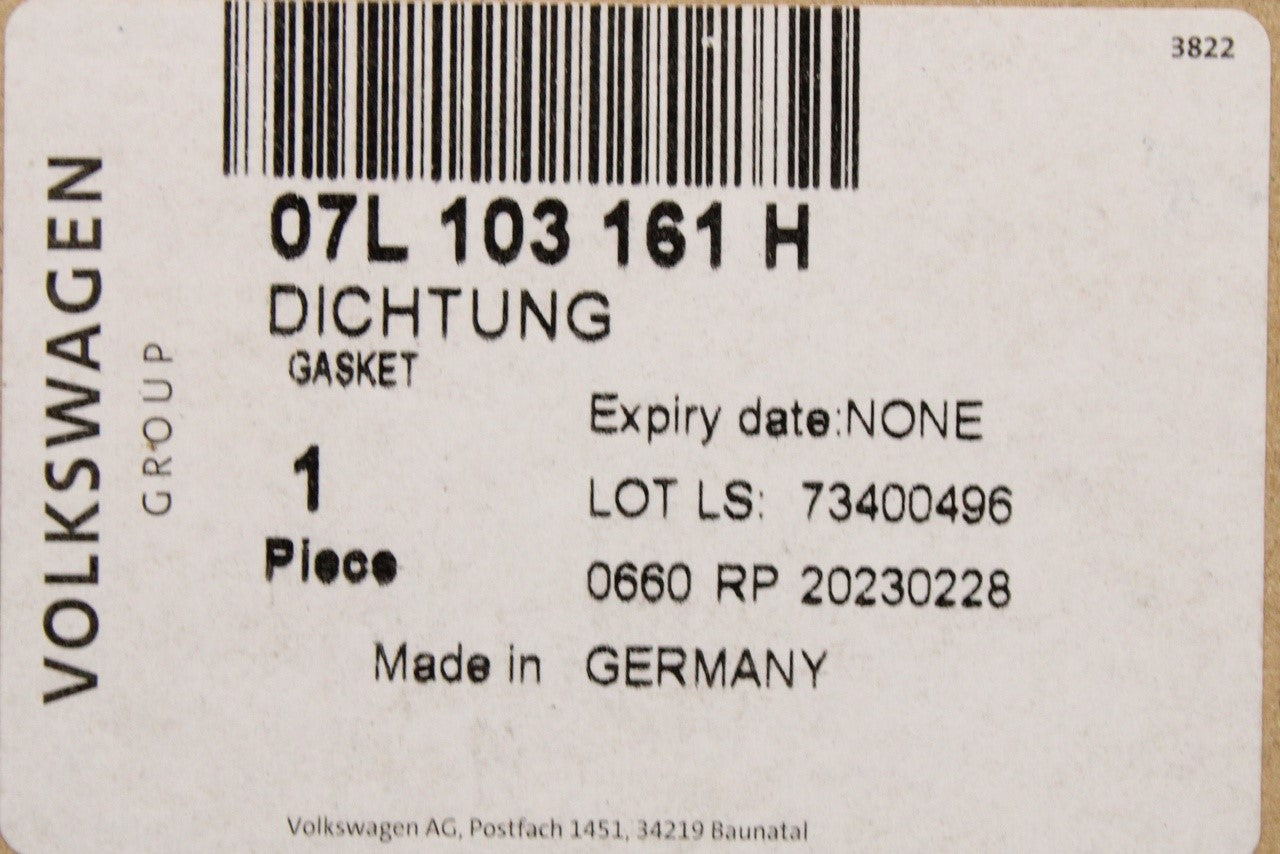 3822
VOLKSWAGEN
GROUP
07L 103 161 H
DICHTUNG
GASKET
1
Piece
Expiry date:NONE
LOT LS: 73400496
0660 RP 20230228
Made in GERMANY
Volkswagen AG, Postfach 1451, 34219 Baunatal